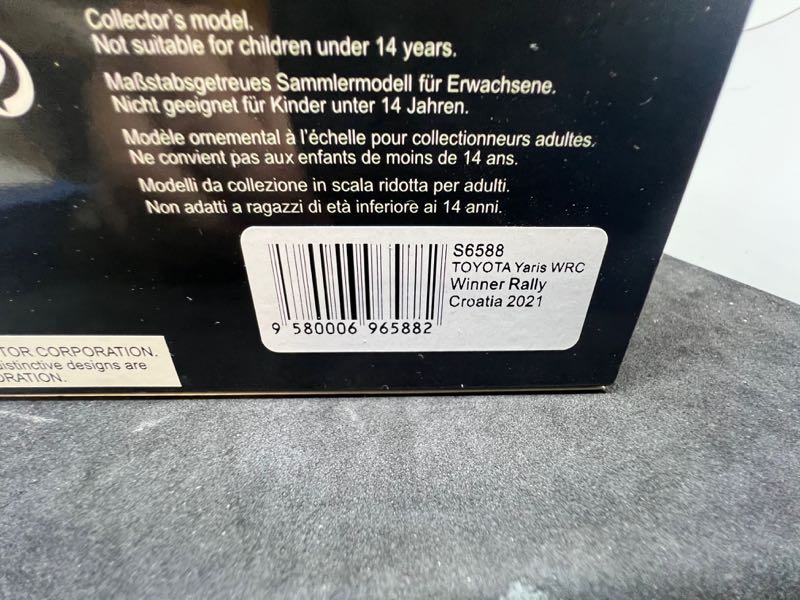 Collector's model.
Not suitable for children under 14 years.
Maßstabsgetreues Sammlermodell für Erwachsene.
Nicht geeignet für Kinder unter 14 Jahren.
Modèle ornemental à l'échelle pour collectionneurs adultes.
Ne convient pas aux enfants de moins de 14 ans.
Modelli da collezione in scala ridotta per adulti.
Non adatti a ragazzi di età inferiore ai 14 anni.
S6588
TOYOTA Yaris WRC
Winner Rally
Croatia 2021
9 580006 965882
TOR CORPORATION.
distinctive designs are
ORATION.